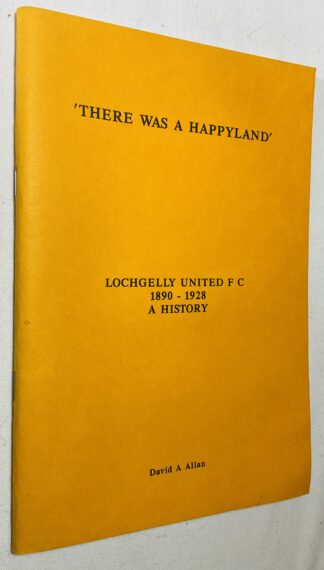 'THERE WAS A HAPPYLAND'
LOCHGELLY UNITED F C
1890 - 1928
A HISTORY
David A Allan